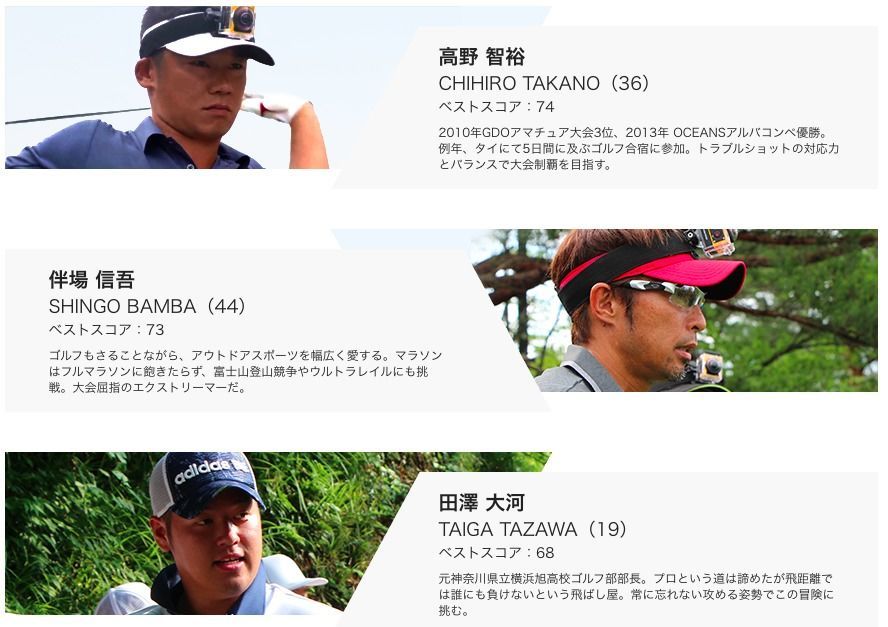 高野 智裕
CHIHIRO TAKANO（36）
ベストスコア：74
2010年GDOアマチュア大会3位、2013年 OCEANSアルバコンペ優勝。
例年、タイにて5日間に及ぶゴルフ合宿に参加。トラブルショットの対応力
とバランスで大会制覇を目指す。
伴場 信吾
SHINGO BAMBA（44）
ベストスコア：73
ゴルフもさることながら、アウトドアスポーツを幅広く愛する。マラソン
はフルマラソンに飽きたらず、富士山登山競争やウルトラレイルにも挑
戦。大会屈指のエクストリーマーだ。
adidas
田澤 大河
TAIGA TAZAWA（19）
ベストスコア：68
元神奈川県立横浜旭高校ゴルフ部部長。プロという道は諦めたが飛距離で
は誰にも負けないという飛ばし屋。常に忘れない攻める姿勢でこの冒険に
挑む。